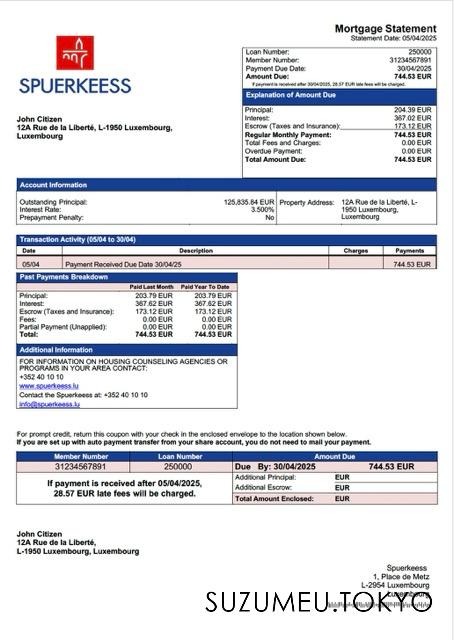 Mortgage Statement
Statement Date: 05/04/2025
SPUERKEESS
Loan Number: 250000
Member Number: 31234567891
Payment Due Date: 30/04/2025
Amount Due: 744.53 EUR
If payment is received after 30/04/2025, 28.57 EUR late fees will be charged.
Explanation of Amount Due
Principal: 204.39 EUR
Interest: 367.02 EUR
Escrow (Taxes and Insurance): 173.12 EUR
Regular Monthly Payment: 744.53 EUR
Total Fees and Charges: 0.00 EUR
Overdue Payment: 0.00 EUR
Total Amount Due: 744.53 EUR
John Citizen
12A Rue de la Liberté, L-1950 Luxembourg,
Luxembourg
Account Information
Outstanding Principal: 125,835.84 EUR
Interest Rate: 3.500%
Prepayment Penalty: No
Property Address: 12A Rue de la Liberté, L-
1950 Luxembourg,
Luxembourg
Transaction Activity (05/04 to 30/04)
Date Description Charges Payments
05/04 Payment Received Due Date 30/04/25 744.53 EUR
Past Payments Breakdown
Paid Last Month Paid Year To Date
Principal: 203.79 EUR 203.79 EUR
Interest: 367.62 EUR 367.62 EUR
Escrow (Taxes and Insurance): 173.12 EUR 173.12 EUR
Fees: 0.00 EUR 0.00 EUR
Partial Payment (Unapplied): 0.00 EUR 0.00 EUR
Total: 744.53 EUR 744.53 EUR
Additional Information
FOR INFORMATION ON HOUSING COUNSELING AGENCIES OR
PROGRAMS IN YOUR AREA CONTACT:
+352 40 10 10
www.spuerkeess.lu
Contact the Spuerkeess at: +352 40 10 10
info@spuerkeess.lu
For prompt credit, return this coupon with your check in the enclosed envelope to the location shown below.
If you are set up with auto payment transfer from your share account, you do not need to mail your payment.
Member Number Loan Number Amount Due
31234567891 250000 Due By: 30/04/2025 744.53 EUR
If payment is received after 05/04/2025,
28.57 EUR late fees will be charged.
Additional Principal: EUR
Additional Escrow: EUR
Total Amount Enclosed: EUR
John Citizen
12A Rue de la Liberté,
L-1950 Luxembourg, Luxembourg
Spuerkeess
1, Place de Metz
L-2954 Luxembourg
Luxembourg
SUZUMEU.TOKYO